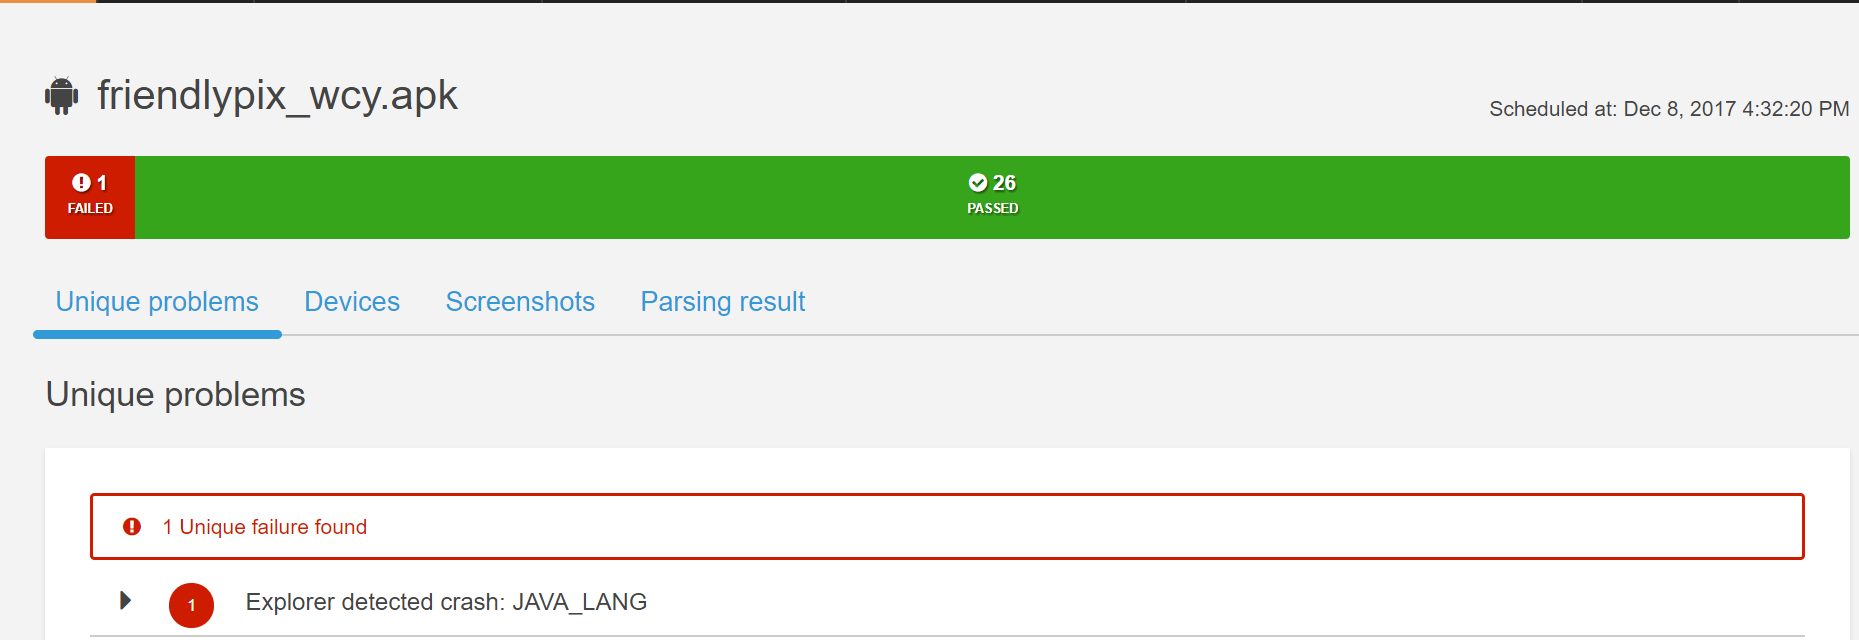 friendlypix_wcy.apk
Scheduled at: Dec 8, 2017 4:32:20 PM
1
FAILED
26
PASSED
Unique problems Devices Screenshots Parsing result
Unique problems
1 Unique failure found
1 Explorer detected crash: JAVA_LANG